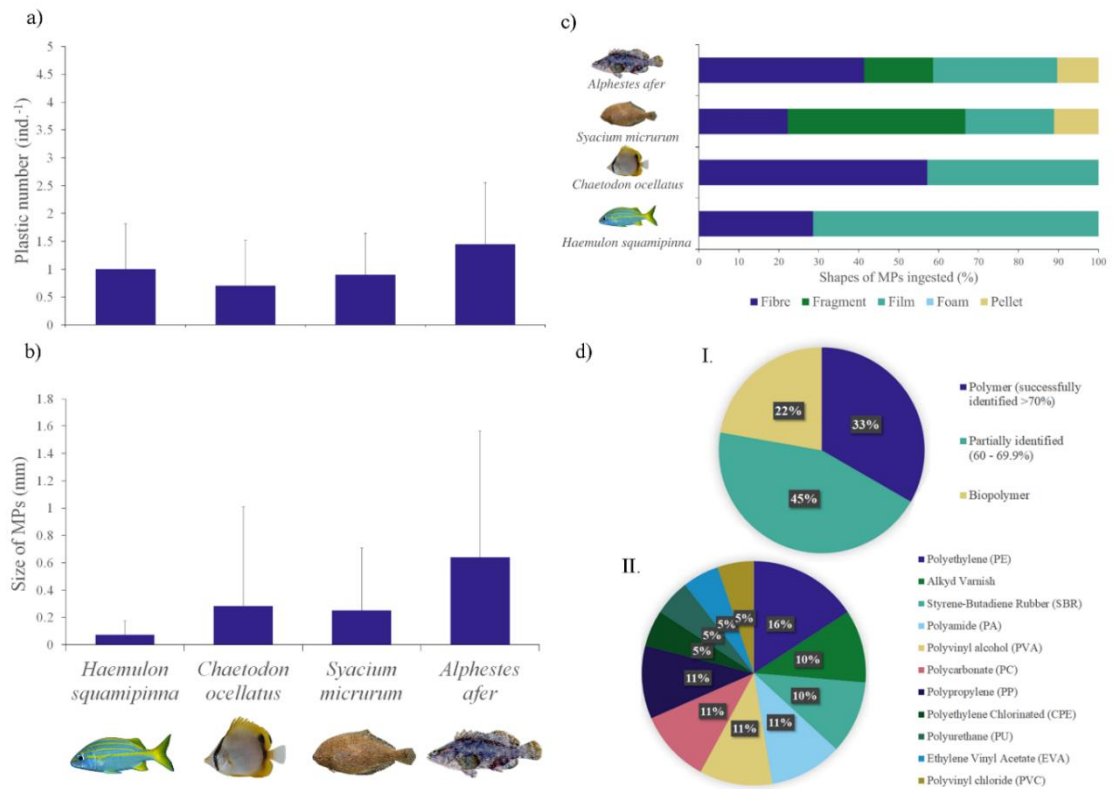 a)
Plastic number (ind.⁻¹)
5
4.5
4
3.5
3
2.5
2
1.5
1
0.5
0
b)
Size of MPs (mm)
1.8
1.6
1.4
1.2
1
0.8
0.6
0.4
0.2
0
Haemulon squamipinna
Chaetodon ocellatus
Syacium micrurum
Alphestes afer
c)
Alphestes afer
Syacium micrurum
Chaetodon ocellatus
Haemulon squamipinna
0 10 20 30 40 50 60 70 80 90 100
Shapes of MPs ingested (%)
Fibre Fragment Film Foam Pellet
d)
I.
22%
33%
45%
Polymer (successfully
identified >70%)
Partially identified
(60 - 69.9%)
Biopolymer
II.
16%
10%
10%
11%
11%
11%
11%
5%
5%
5%
5%
Polyethylene (PE)
Alkyd Varnish
Styrene-Butadiene Rubber (SBR)
Polyamide (PA)
Polyvinyl alcohol (PVA)
Polycarbonate (PC)
Polypropylene (PP)
Polyethylene Chlorinated (CPE)
Polyurethane (PU)
Ethylene Vinyl Acetate (EVA)
Polyvinyl chloride (PVC)